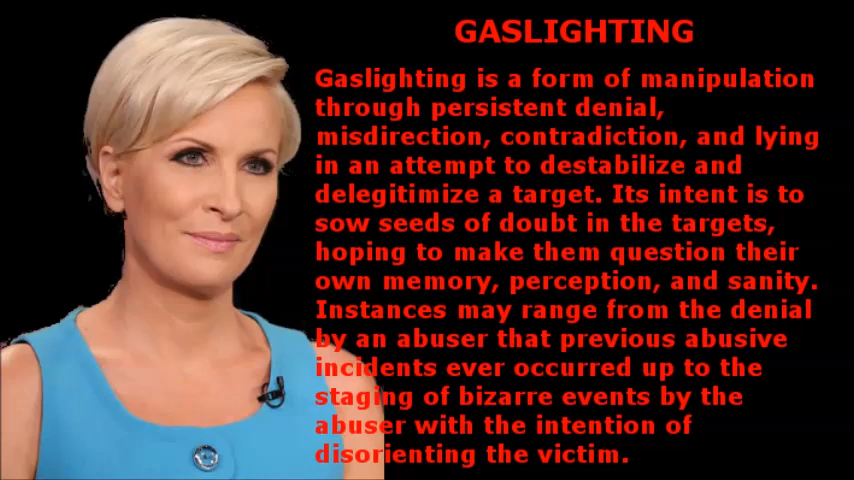 GASLIGHTING
Gaslighting is a form of manipulation
through persistent denial,
misdirection, contradiction, and lying
in an attempt to destabilize and
delegitimize a target. Its intent is to
sow seeds of doubt in the targets,
hoping to make them question their
own memory, perception, and sanity.
Instances may range from the denial
by an abuser that previous abusive
incidents ever occurred up to the
staging of bizarre events by the
abuser with the intention of
disorienting the victim.